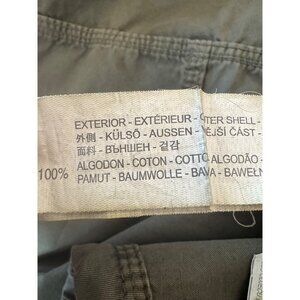 EXTERIOR - EXTÉRIEUR - TER SHELL -
外側 - KÜLSŐ - AUSSEN - ĚJŠÍ ČÁST -
面料 - ВЪНШЕН - 겉감
ALGODON - COTON - COTTO ALGODÃO -
100% PAMUT - BAUMWOLLE - BAVA - BAWEŁN